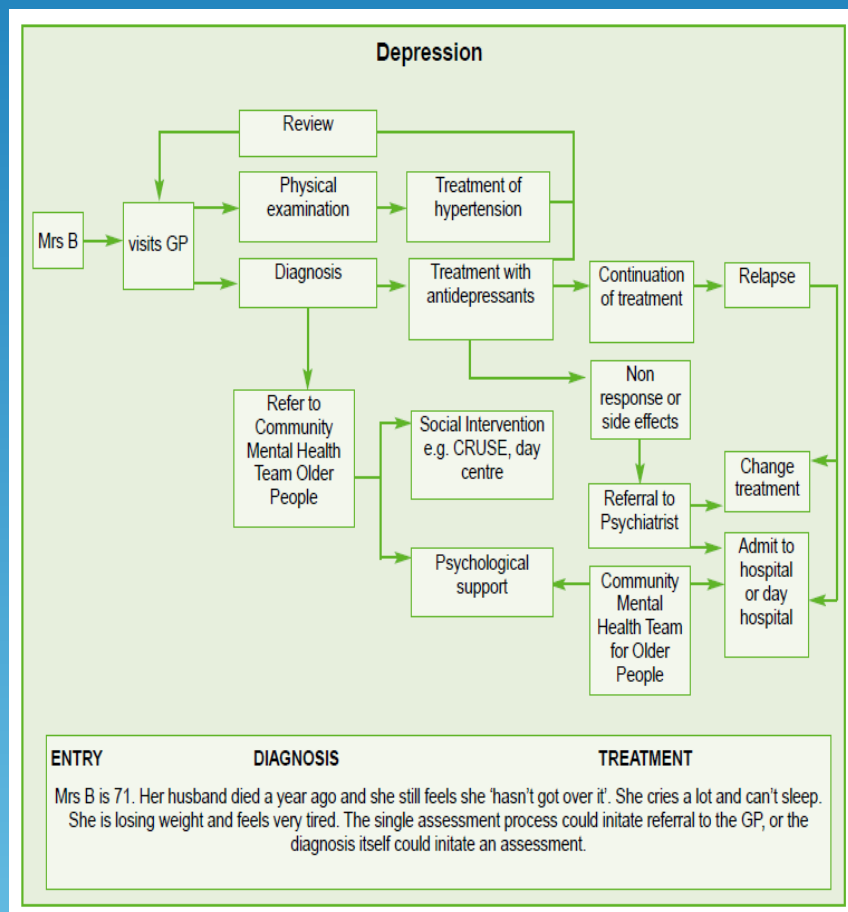 Depression
Review
Physical
examination
Treatment of
hypertension
Mrs B
visits GP
Diagnosis
Treatment with
antidepressants
Continuation
of treatment
Relapse
Non
response or
side effects
Refer to
Community
Mental Health
Team Older
People
Social Intervention
e.g. CRUSE, day
centre
Change
treatment
Referral to
Psychiatrist
Admit to
hospital
or day
hospital
Psychological
support
Community
Mental
Health Team
for Older
People
ENTRY DIAGNOSIS TREATMENT
Mrs B is 71. Her husband died a year ago and she still feels she ‘hasn't got over it’. She cries a lot and can't sleep.
She is losing weight and feels very tired. The single assessment process could initate referral to the GP, or the
diagnosis itself could initate an assessment.